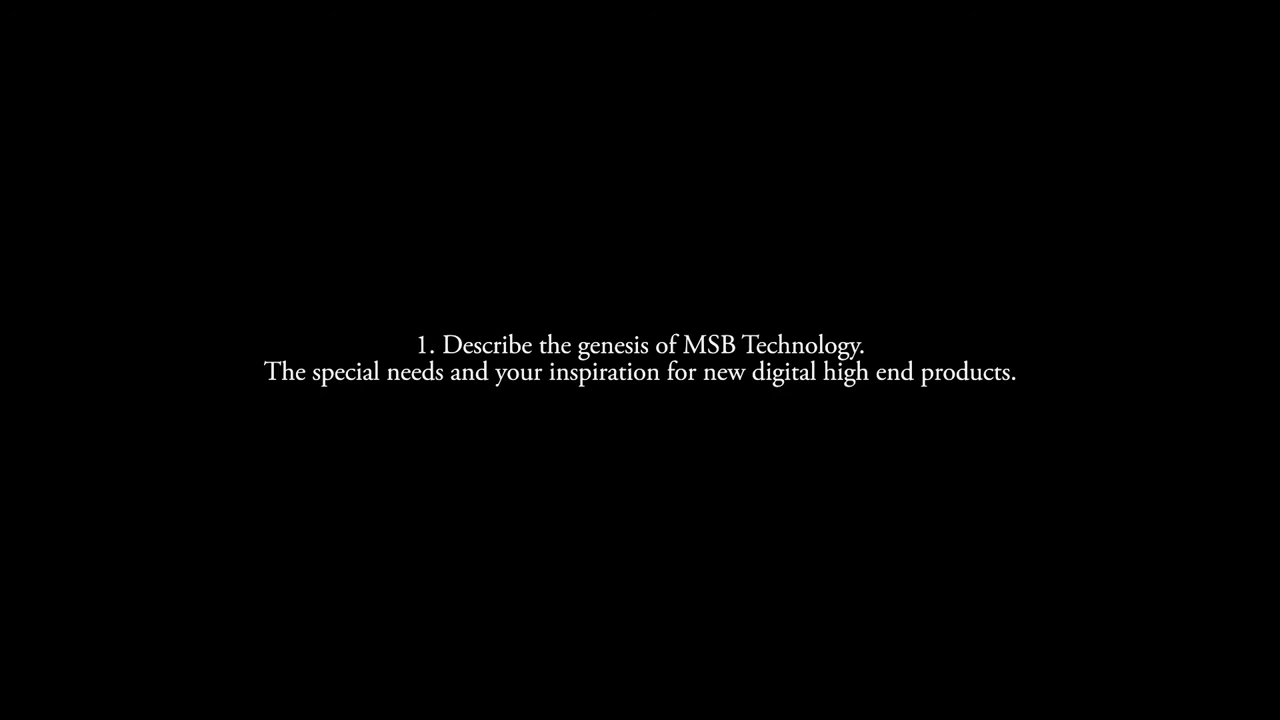 1. Describe the genesis of MSB Technology.
The special needs and your inspiration for new digital high end products.